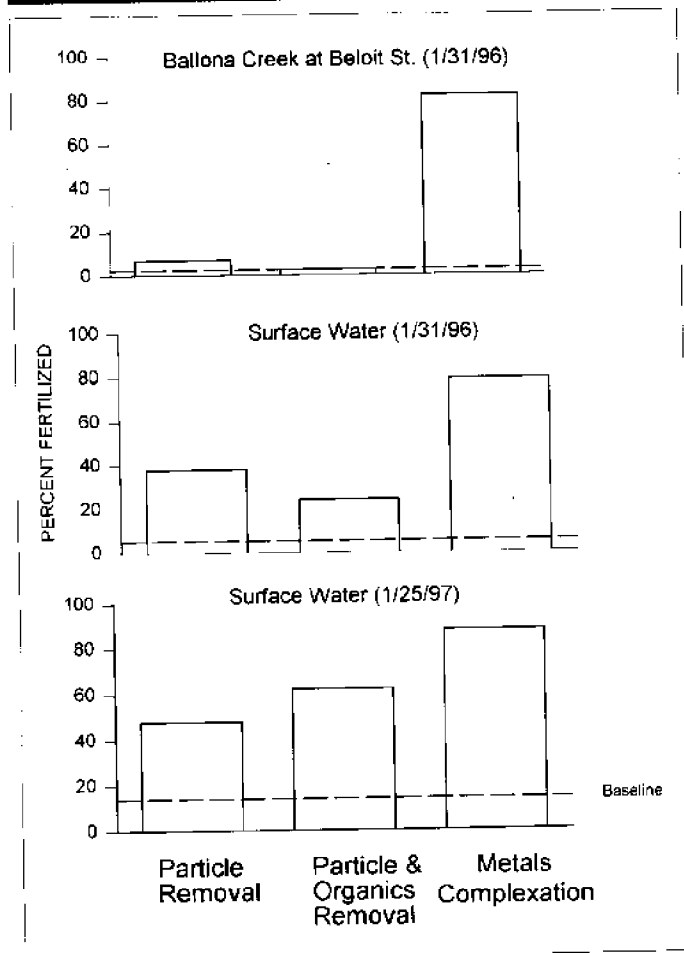 Ballona Creek at Beloit St. (1/31/96)
100
80
60
40
20
0
Surface Water (1/31/96)
100
80
60
40
20
0
PERCENT FERTILIZED
Surface Water (1/25/97)
100
80
60
40
20
0
Baseline
Particle
Removal
Particle &
Organics
Removal
Metals
Complexation